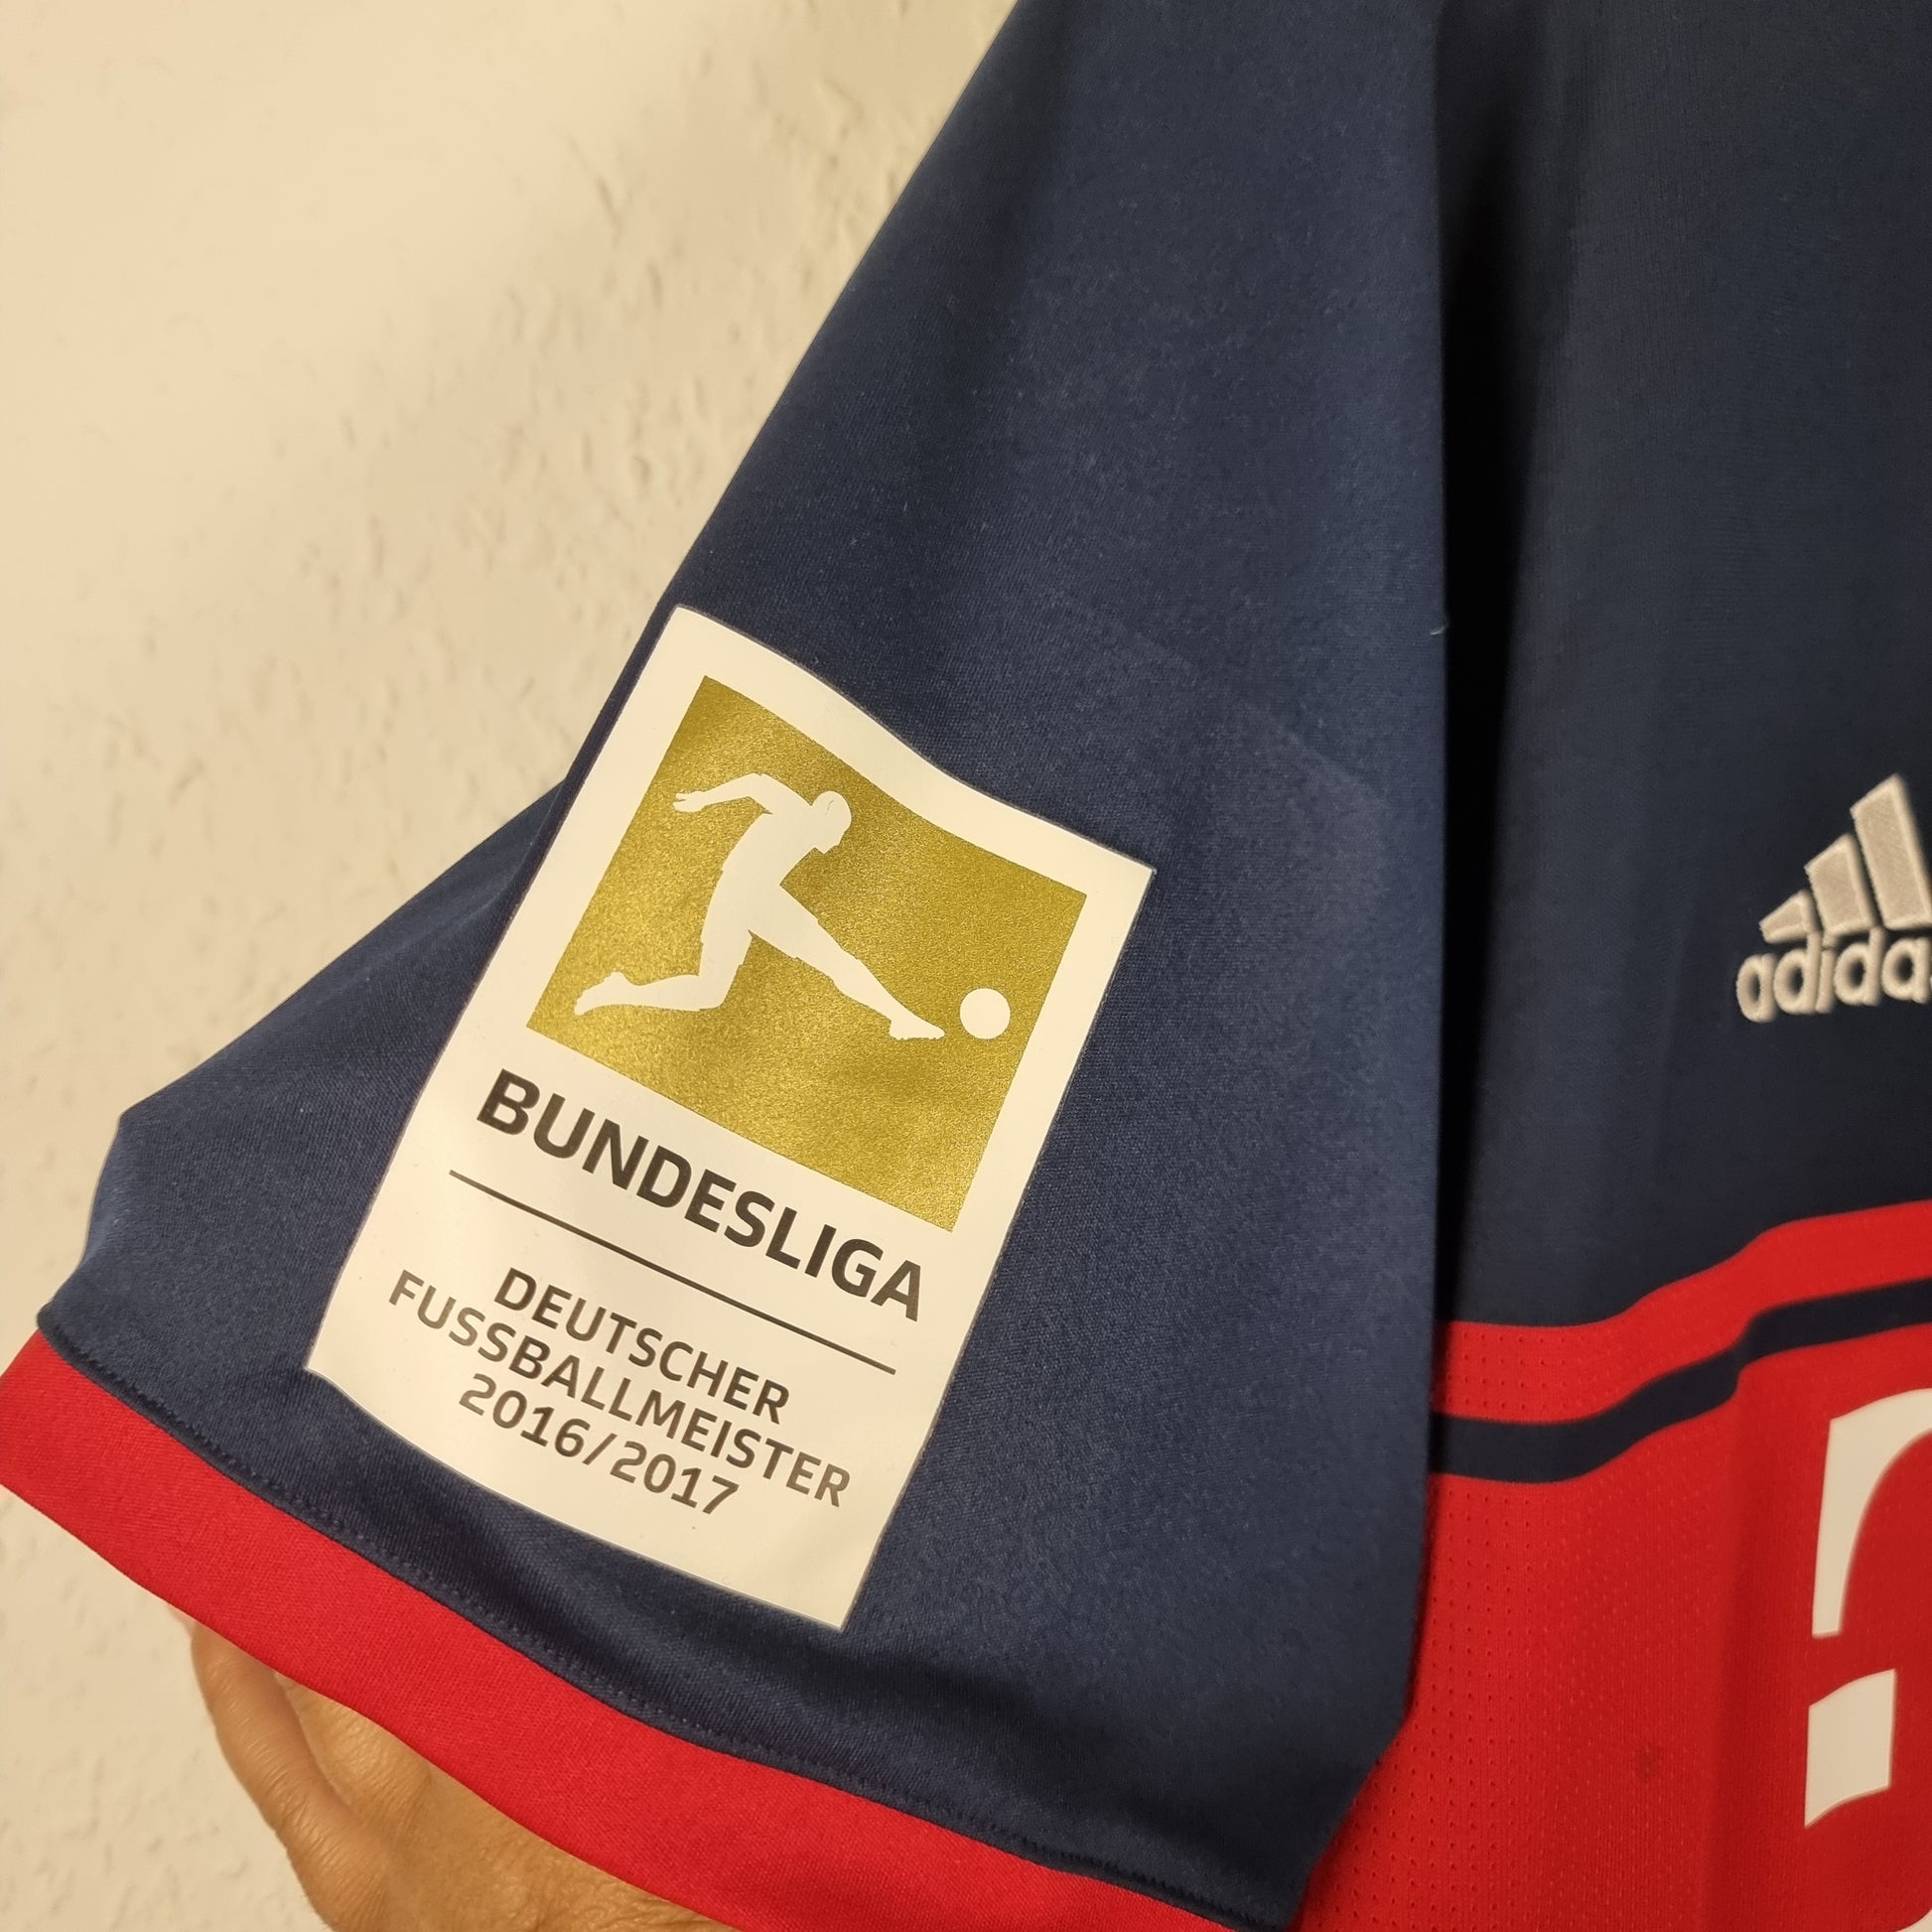 BUNDESLIGA
DEUTSCHER
FUSSBALLMEISTER
2016/2017
adidas